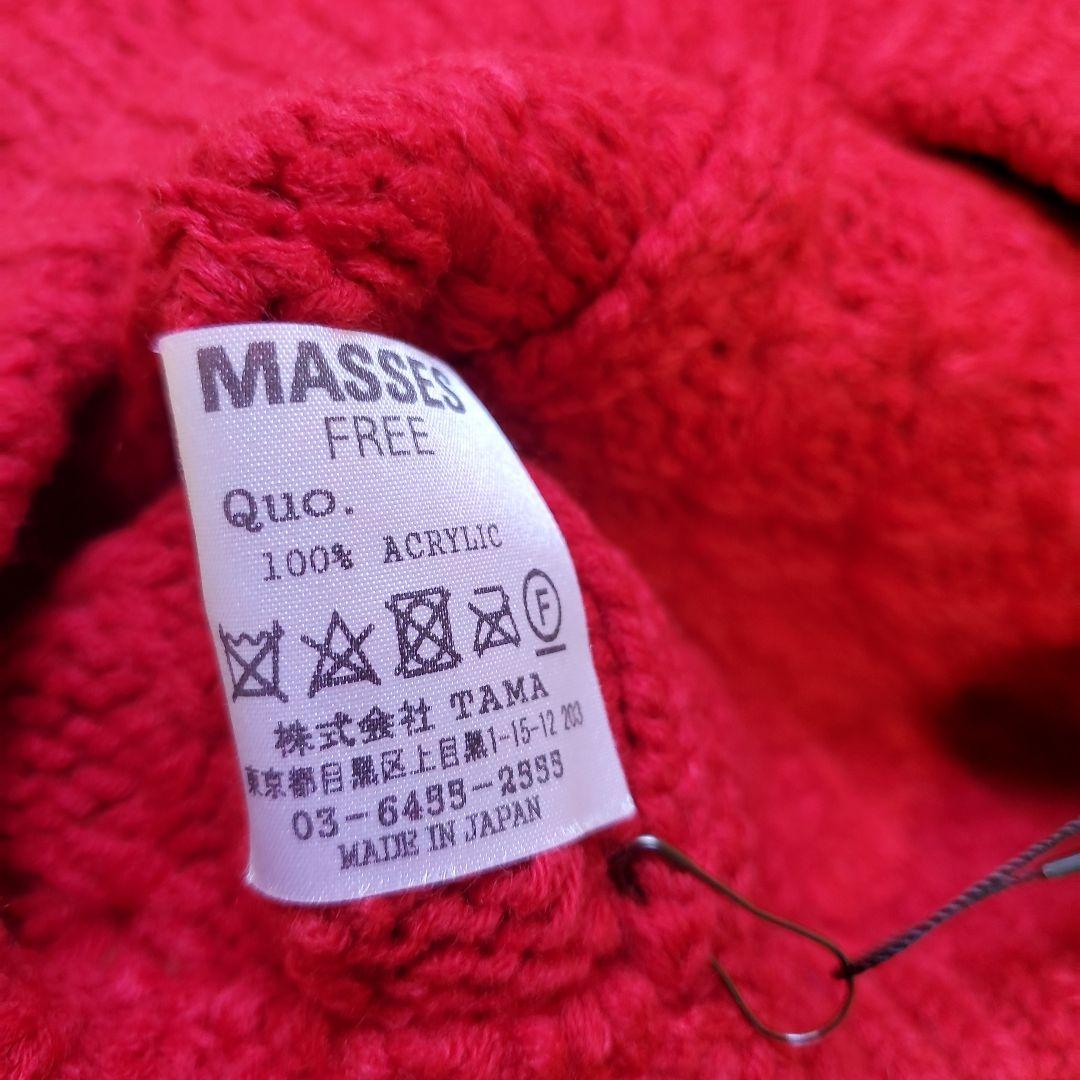 MASSES
FREE
Quo.
100% ACRYLIC
F
株式会社 TAMA
東京都目黒区上目黒1-15-12 203
03-6455-2555
MADE IN JAPAN